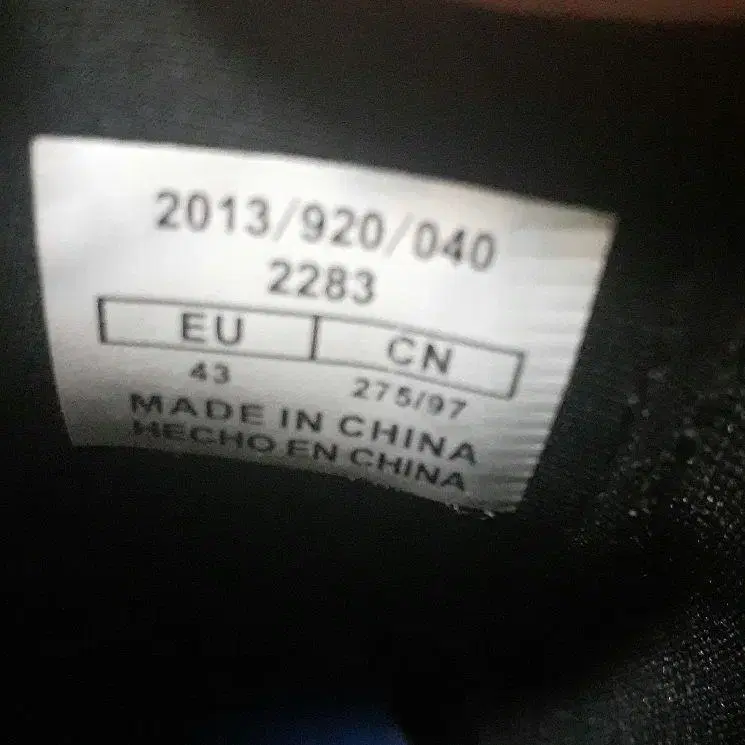 2013/920/040
2283
EU CN
43 275/97
MADE IN CHINA
HECHO EN CHINA